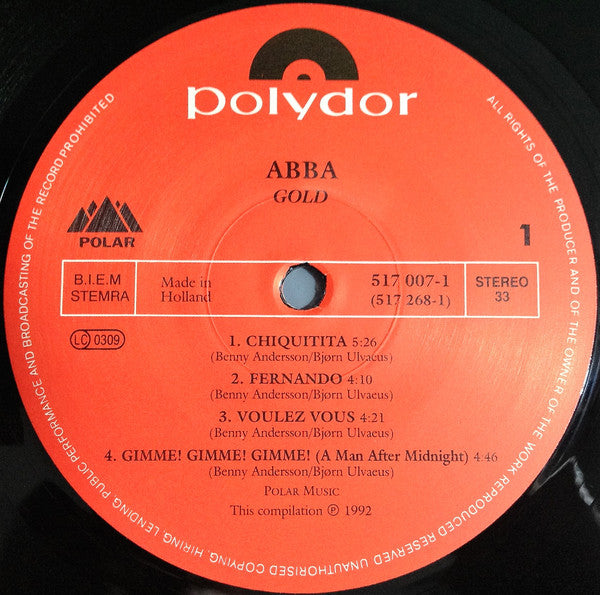 polydor
ABBA
GOLD
POLAR
1
B.I.E.M
STEMRA
Made in
Holland
517 007-1
(517 268-1)
STEREO
33
LC 0309
1. CHIQUITITA 5:26
(Benny Andersson/Bjørn Ulvaeus)
2. FERNANDO 4:10
(Benny Andersson/Bjørn Ulvaeus)
3. VOULEZ VOUS 4:21
(Benny Andersson/Bjørn Ulvaeus)
4. GIMME! GIMME! GIMME! (A Man After Midnight) 4:46
(Benny Andersson/Bjørn Ulvaeus)
POLAR MUSIC
This compilation ℗ 1992
ALL RIGHTS OF THE PRODUCER AND OF THE OWNER OF THE WORK REPRODUCED RESERVED. UNAUTHORISED COPYING, HIRING, LENDING, PUBLIC PERFORMANCE AND BROADCASTING OF THE RECORD PROHIBITED